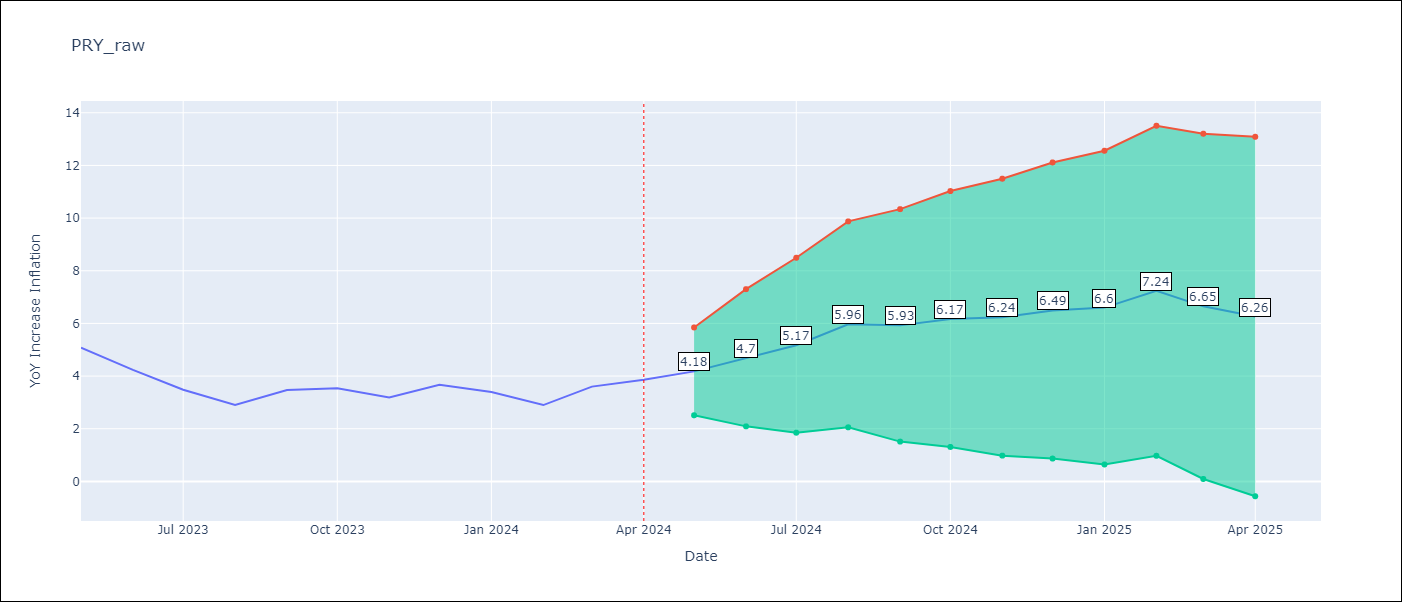 PRY_raw
YoY Increase Inflation
14
12
10
8
6
4
2
0
4.18
4.7
5.17
5.96
5.93
6.17
6.24
6.49
6.6
7.24
6.65
6.26
Jul 2023
Oct 2023
Jan 2024
Apr 2024
Jul 2024
Oct 2024
Jan 2025
Apr 2025
Date